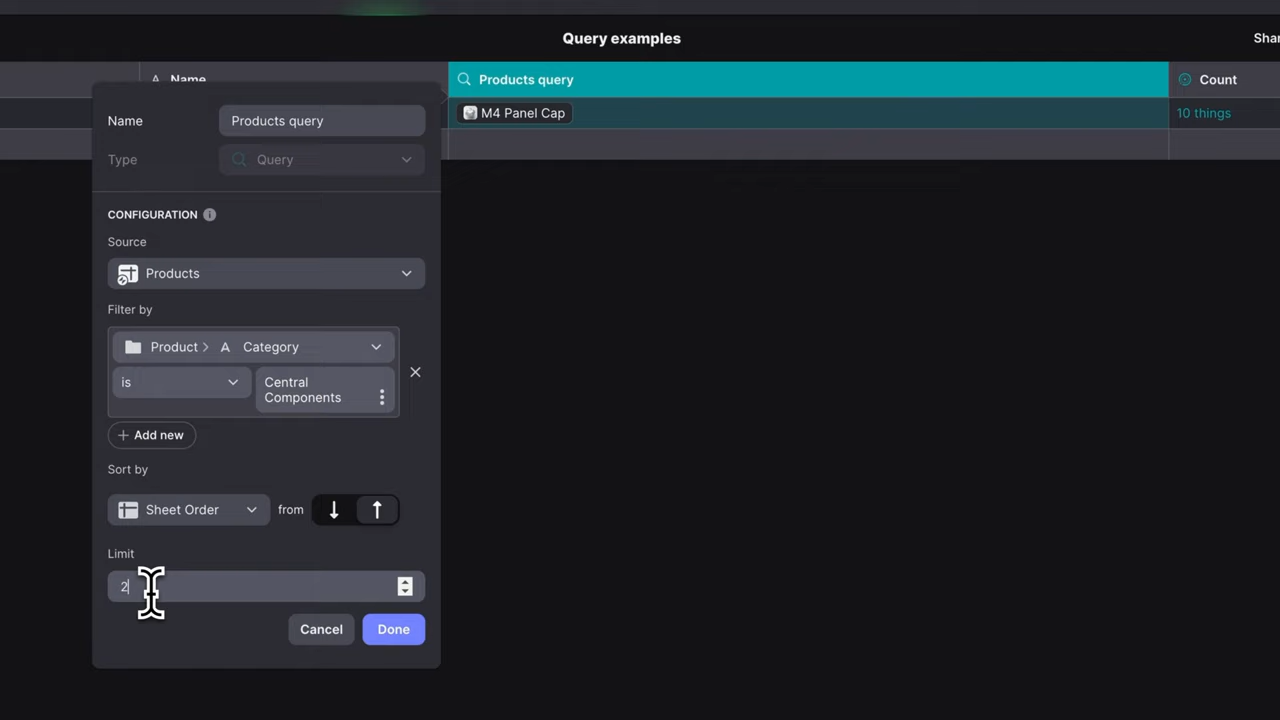 Query examples
Shar
Name
Products query
Count
M4 Panel Cap
10 things
Name
Products query
Type
Query
CONFIGURATION
Source
Products
Filter by
Product > A Category
is
Central
Components
+ Add new
Sort by
Sheet Order
from
Limit
2
Cancel
Done